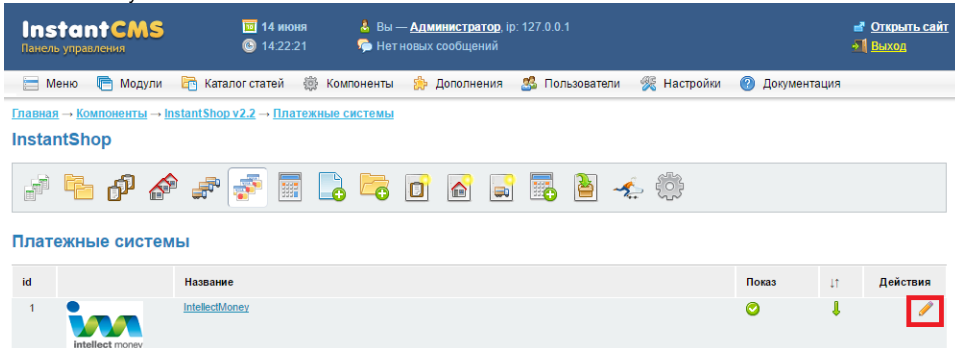 InstantCMS
Панель управления
14 июня
14:22:21
Вы — Администратор, ip: 127.0.0.1
Нет новых сообщений
Открыть сайт
Выход
Меню Модули Каталог статей Компоненты Дополнения Пользователи Настройки Документация
Главная → Компоненты → InstantShop v2.2 → Платежные системы
InstantShop
Платежные системы
id Название Показ ↓↑ Действия
1 IntellectMoney
intellect money